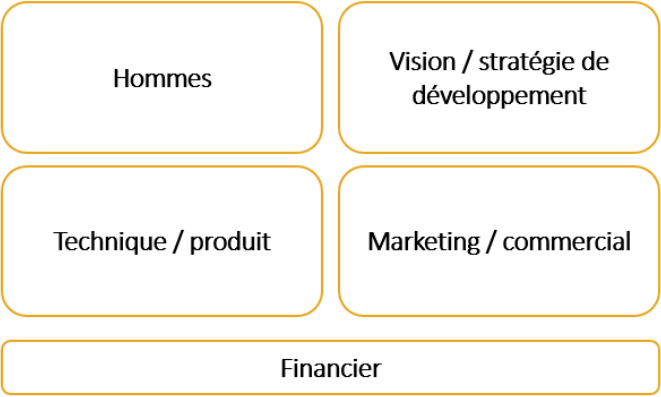 Hommes
Vision / stratégie de
développement
Technique / produit
Marketing / commercial
Financier